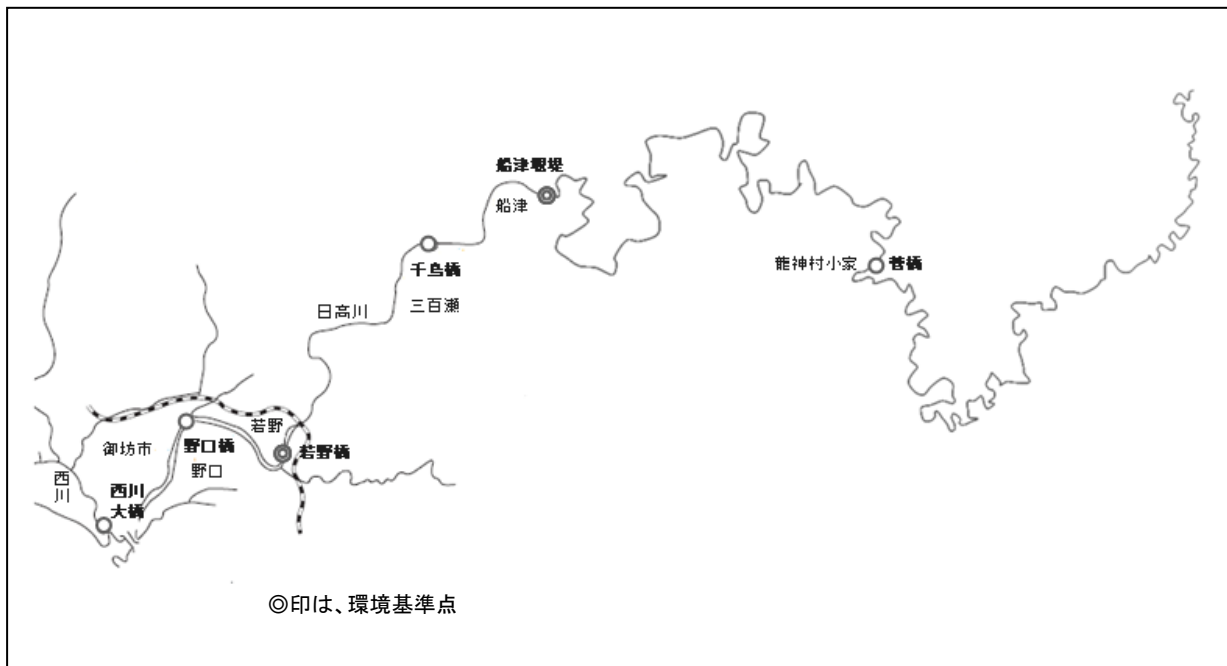 船津堰堤
船津
千鳥橋
龍神村小家
菅橋
日高川
三百瀬
若野
御坊市
野口橋
若野橋
野口
西川
西川
大橋
◎印は、環境基準点